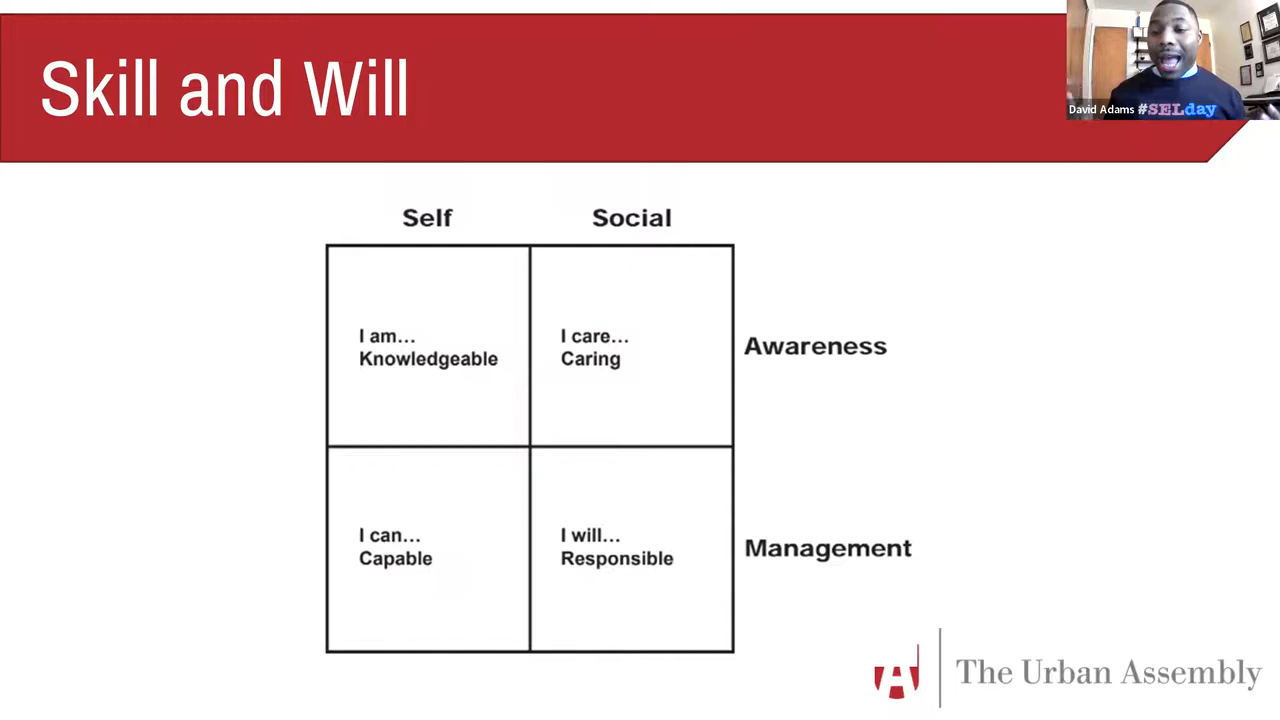 Skill and Will
David Adams
#SELday
Self Social
I am…
Knowledgeable
I care…
Caring
Awareness
I can…
Capable
I will…
Responsible
Management
The Urban Assembly